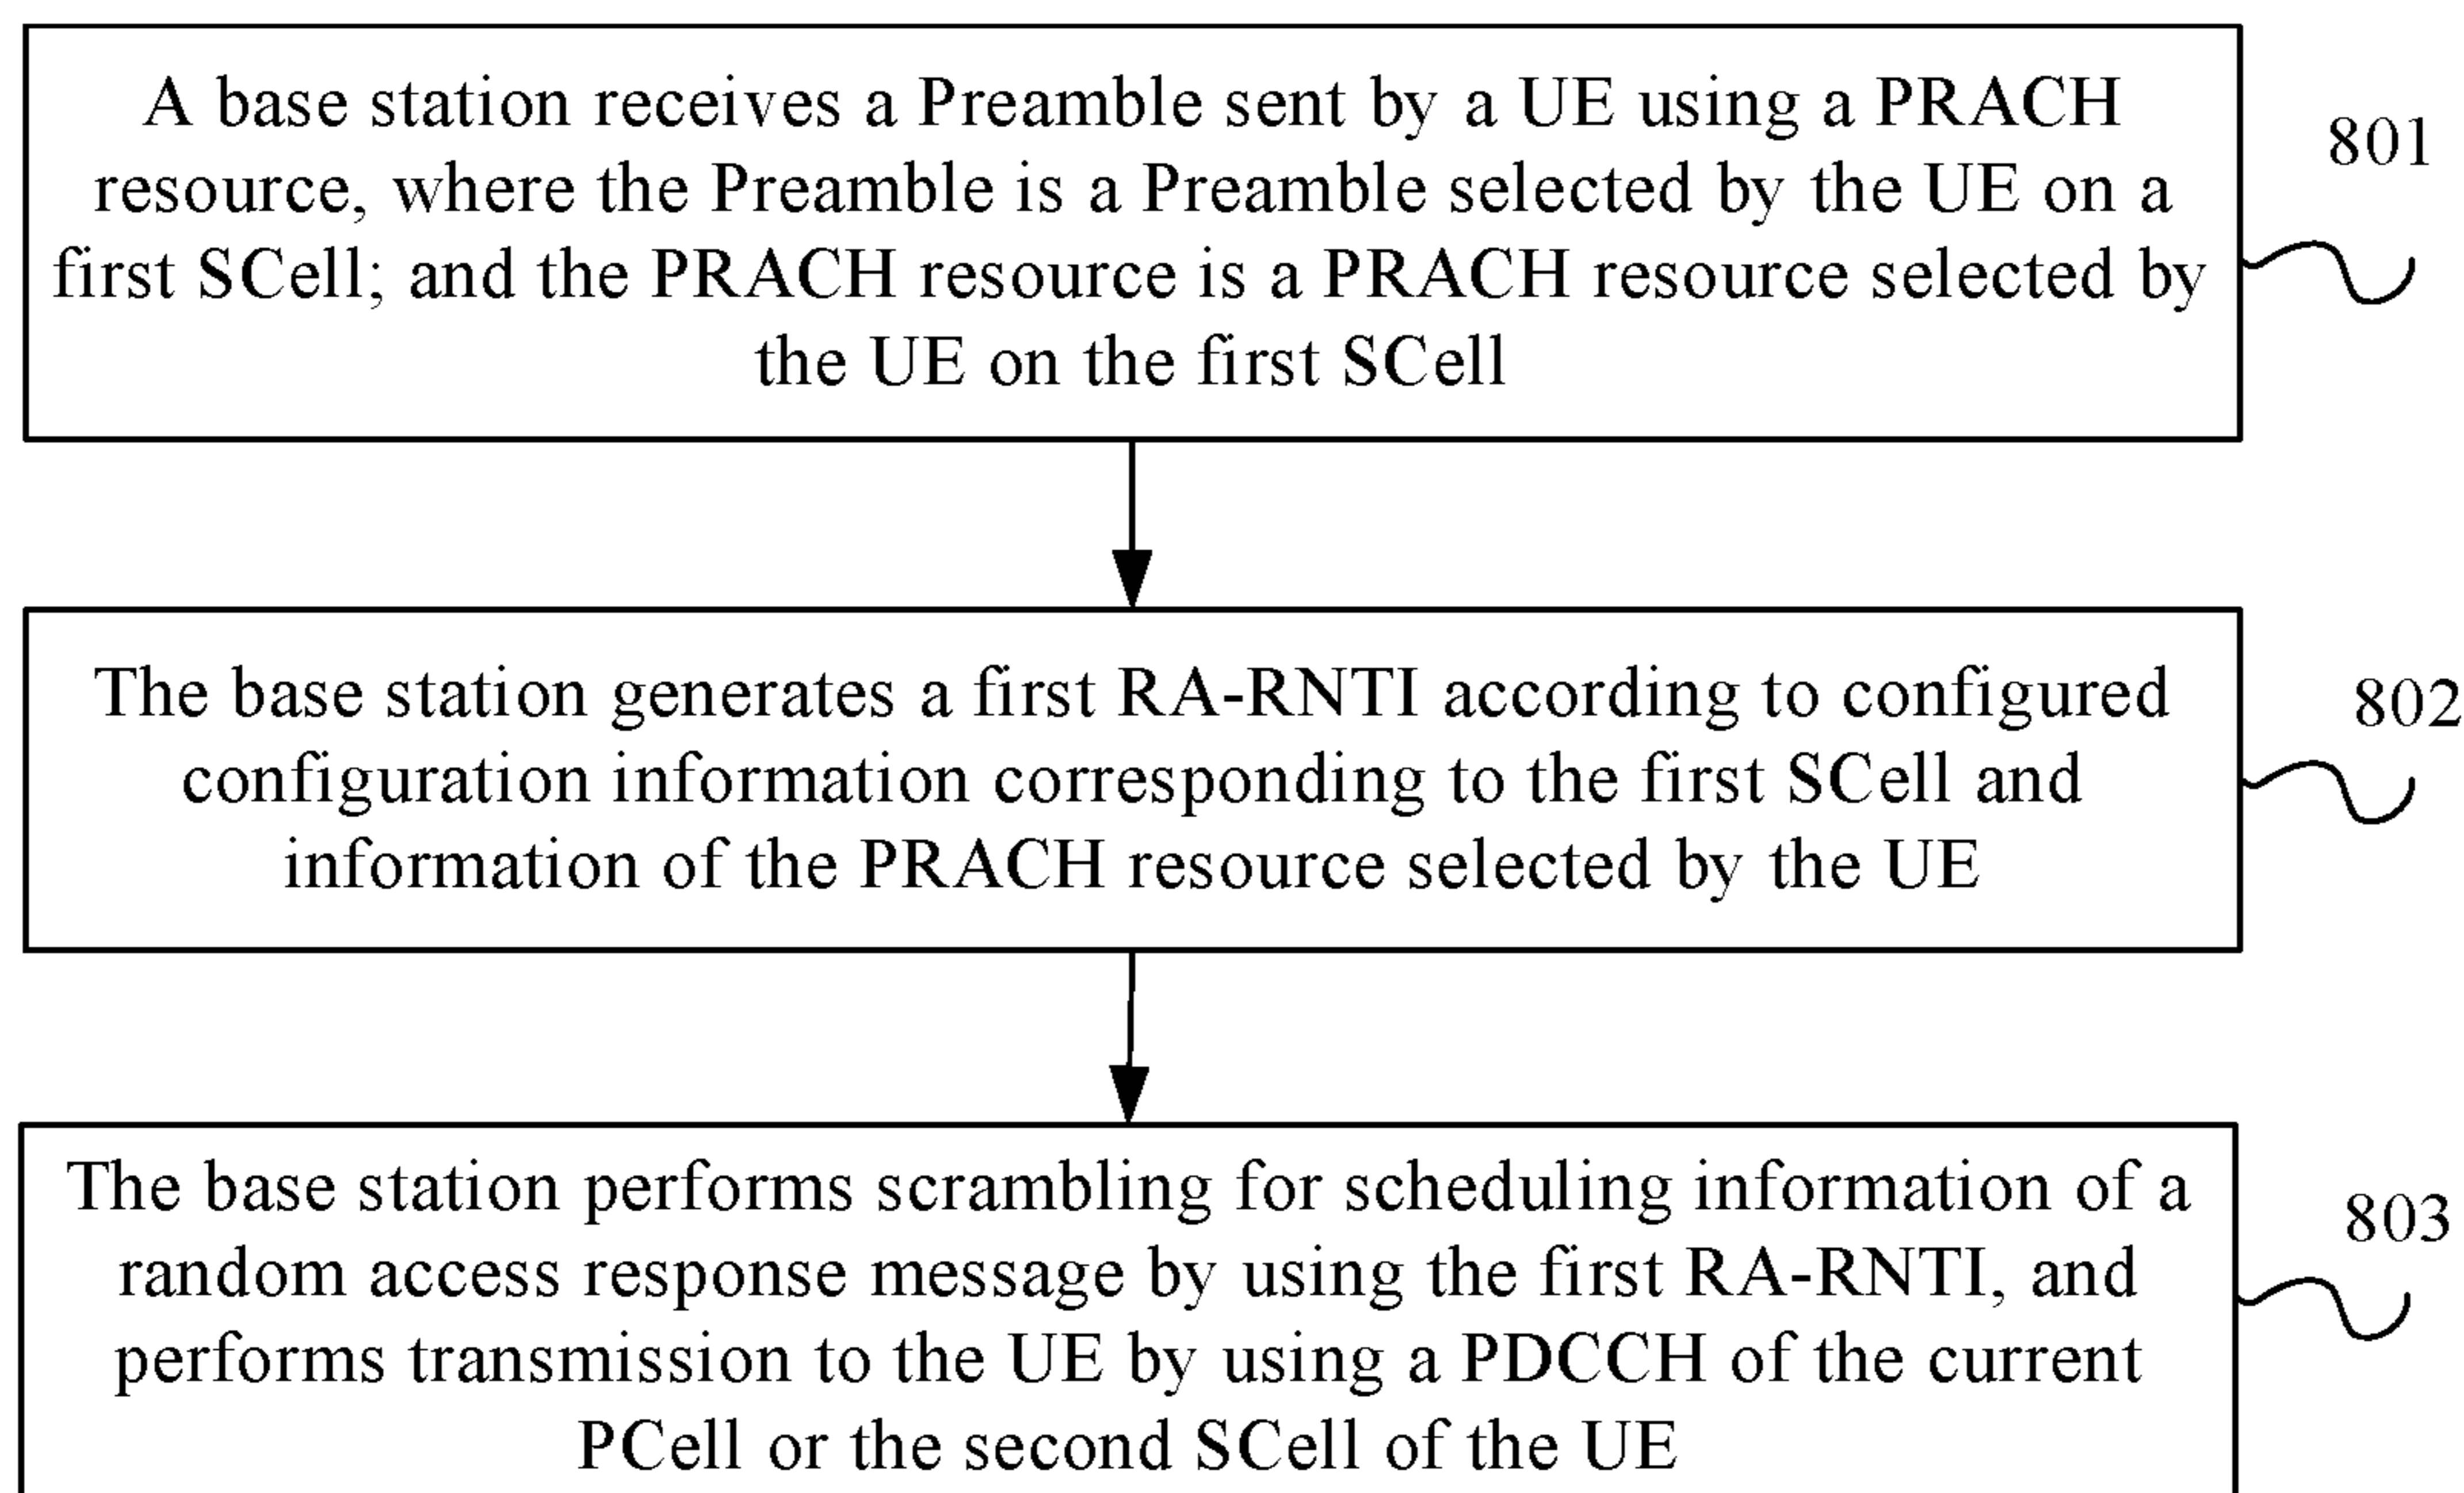 A base station receives a Preamble sent by a UE using a PRACH
resource, where the Preamble is a Preamble selected by the UE on a
first SCell; and the PRACH resource is a PRACH resource selected by
the UE on the first SCell
801
The base station generates a first RA-RNTI according to configured
configuration information corresponding to the first SCell and
information of the PRACH resource selected by the UE
802
The base station performs scrambling for scheduling information of a
random access response message by using the first RA-RNTI, and
performs transmission to the UE by using a PDCCH of the current
PCell or the second SCell of the UE
803